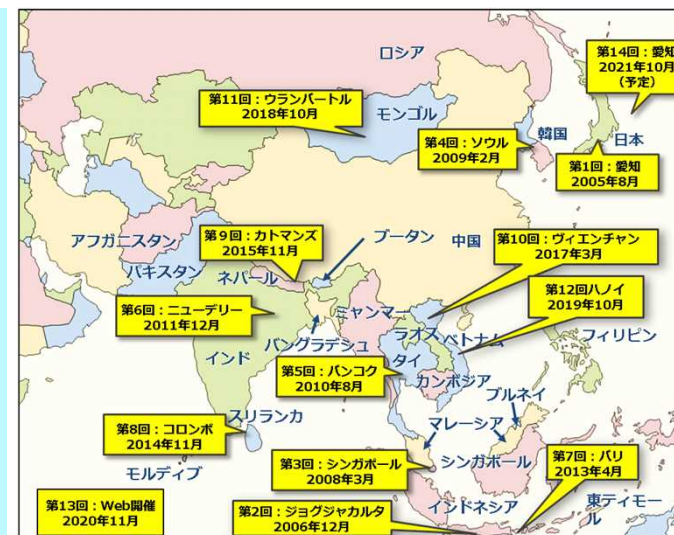 ロシア
第14回：愛知
2021年10月
（予定）
第11回：ウランバートル
2018年10月
モンゴル
第4回：ソウル
2009年2月
韓国
日本
第1回：愛知
2005年8月
アフガニスタン
第9回：カトマンズ
2015年11月
ブータン
中国
第10回：ヴィエンチャン
2017年3月
パキスタン
ネパール
第6回：ニューデリー
2011年12月
ミャンマー
第12回ハノイ
2019年10月
バングラデシュ
ラオス
ベトナム
フィリピン
インド
タイ
第5回：バンコク
2010年8月
カンボジア
ブルネイ
スリランカ
第8回：コロンボ
2014年11月
マレーシア
モルディブ
第3回：シンガポール
2008年3月
シンガポール
第7回：バリ
2013年4月
第13回：Web開催
2020年11月
第2回：ジョグジャカルタ
2006年12月
インドネシア
東ティモー
ル